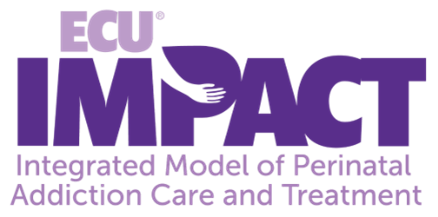 ECU®
IMPACT
Integrated Model of Perinatal
Addiction Care and Treatment